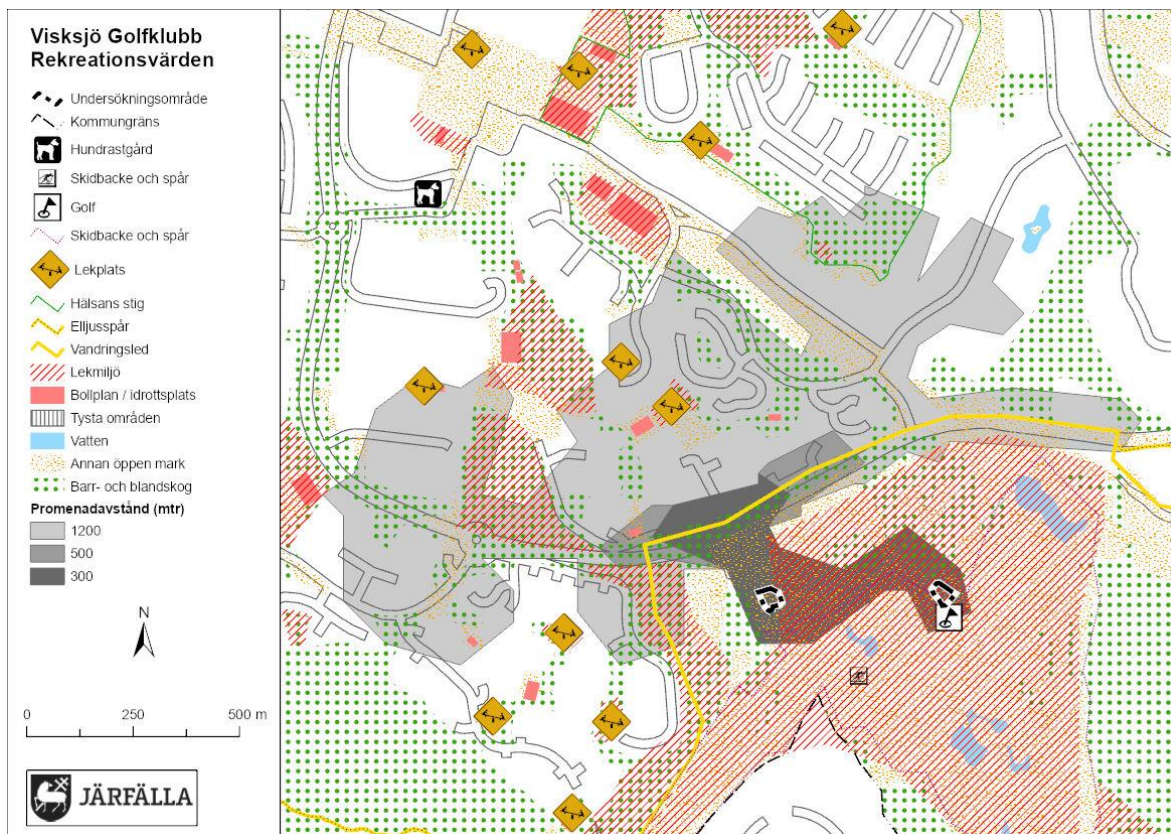 Visksjö Golfklubb
Rekreationsvärden
Undersökningsområde
Kommungräns
Hundrastgård
Skidbacke och spår
Golf
Skidbacke och spår
Lekplats
Hälsans stig
Elljusspår
Vandringsled
Lekmiljö
Bollplan / idrottsplats
Tysta områden
Vatten
Annan öppen mark
Barr- och blandskog
Promenadavstånd (mtr)
1200
500
300
N
0 250 500 m
JÄRFÄLLA